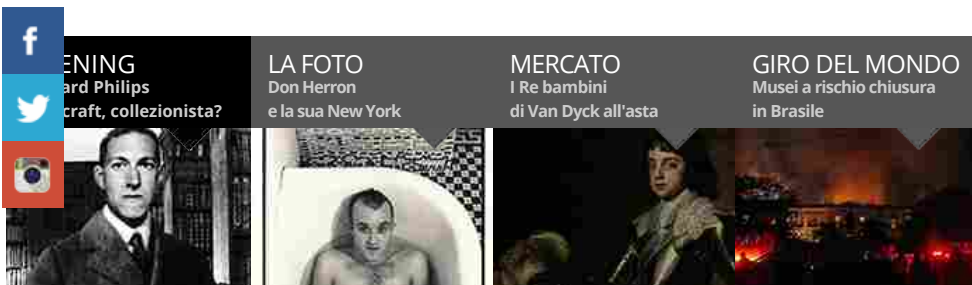 ENING
ard Philips
craft, collezionista?
LA FOTO
Don Herron
e la sua New York
MERCATO
I Re bambini
di Van Dyck all'asta
GIRO DEL MONDO
Musei a rischio chiusura
in Brasile